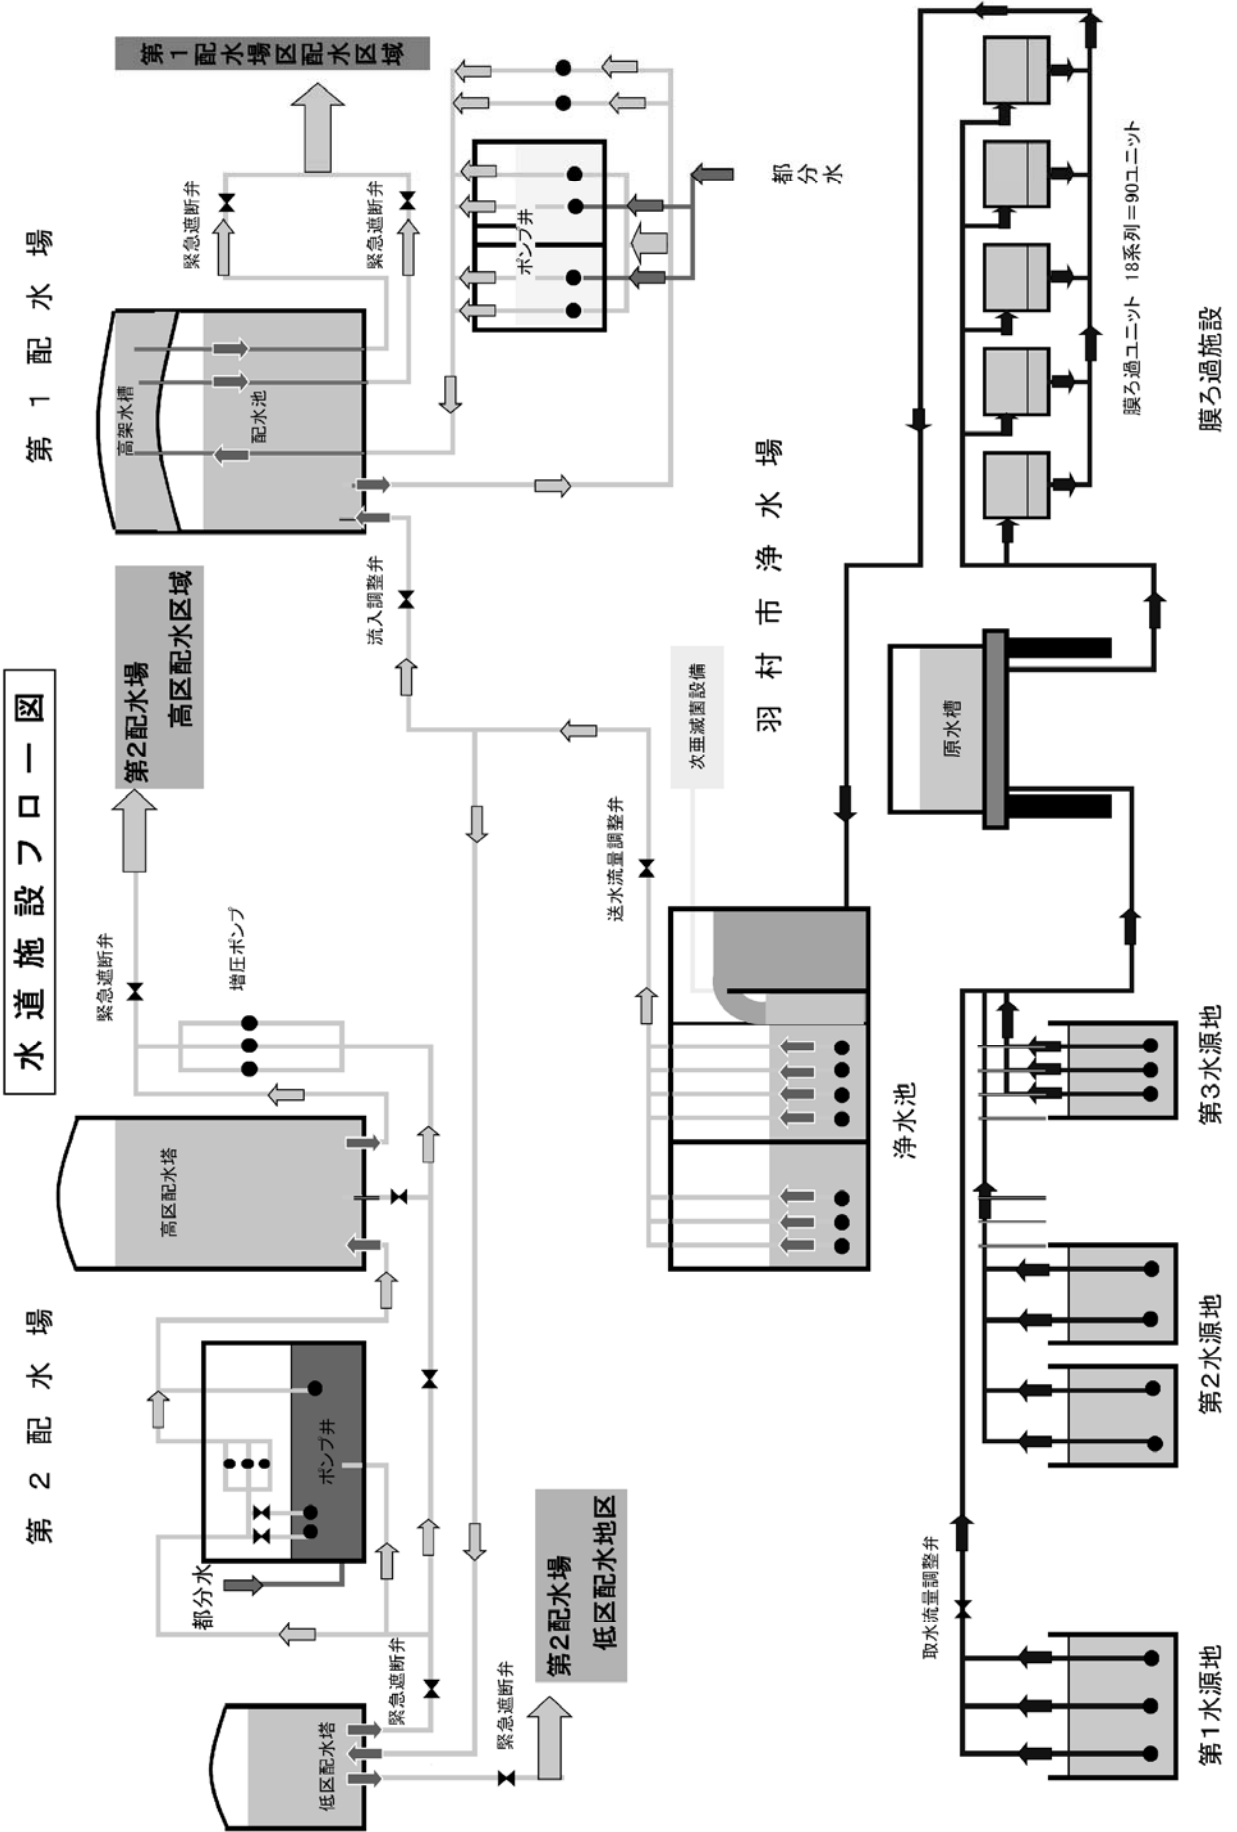 水道施設フロー図
第2配水場
第1配水場
低区配水塔
緊急遮断弁
緊急遮断弁
第2配水場
低区配水地区
都分水
ポンプ井
高区配水塔
緊急遮断弁
増圧ポンプ
第2配水場
高区配水区域
流入調整弁
高架水槽
配水池
緊急遮断弁
緊急遮断弁
第1配水場区配水区域
ポンプ井
都分水
羽村市浄水場
浄水池
送水流量調整弁
次亜滅菌設備
取水流量調整弁
第1水源地
第2水源地
第3水源地
原水槽
膜ろ過ユニット 18系列=90ユニット
膜ろ過施設